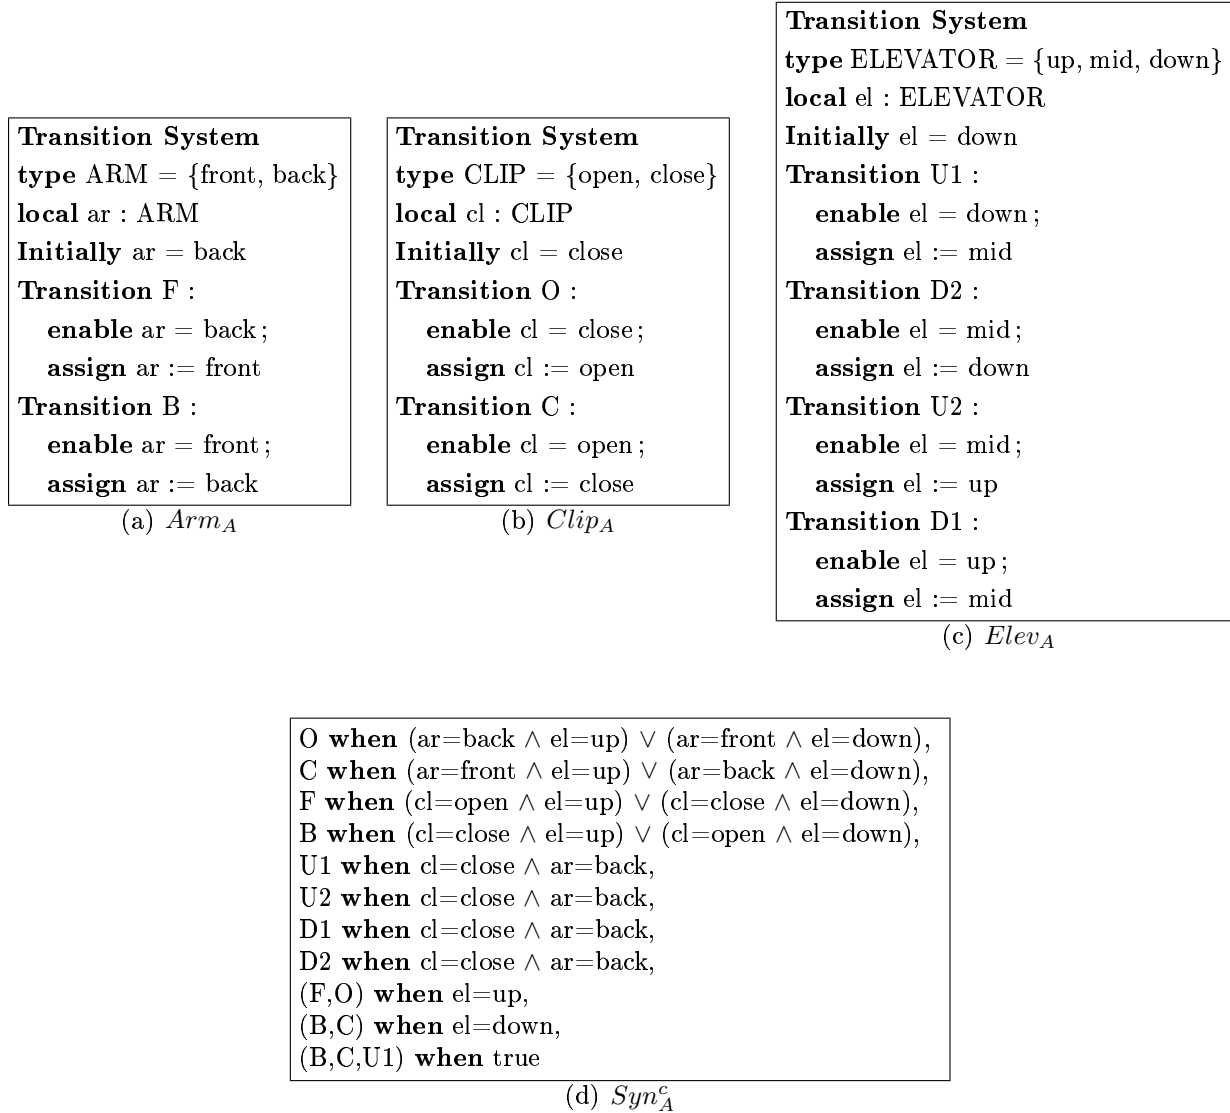 Transition System
type ARM = {front, back}
local ar : ARM
Initially ar = back
Transition F :
enable ar = back ;
assign ar := front
Transition B :
enable ar = front ;
assign ar := back
(a) Arm_A
Transition System
type CLIP = {open, close}
local cl : CLIP
Initially cl = close
Transition O :
enable cl = close ;
assign cl := open
Transition C :
enable cl = open ;
assign cl := close
(b) Clip_A
Transition System
type ELEVATOR = {up, mid, down}
local el : ELEVATOR
Initially el = down
Transition U1 :
enable el = down ;
assign el := mid
Transition D2 :
enable el = mid ;
assign el := down
Transition U2 :
enable el = mid ;
assign el := up
Transition D1 :
enable el = up ;
assign el := mid
(c) Elev_A
O when (ar=back ∧ el=up) ∨ (ar=front ∧ el=down),
C when (ar=front ∧ el=up) ∨ (ar=back ∧ el=down),
F when (cl=open ∧ el=up) ∨ (cl=close ∧ el=down),
B when (cl=close ∧ el=up) ∨ (cl=open ∧ el=down),
U1 when cl=close ∧ ar=back,
U2 when cl=close ∧ ar=back,
D1 when cl=close ∧ ar=back,
D2 when cl=close ∧ ar=back,
(F,O) when el=up,
(B,C) when el=down,
(B,C,U1) when true
(d) Syn_A^c